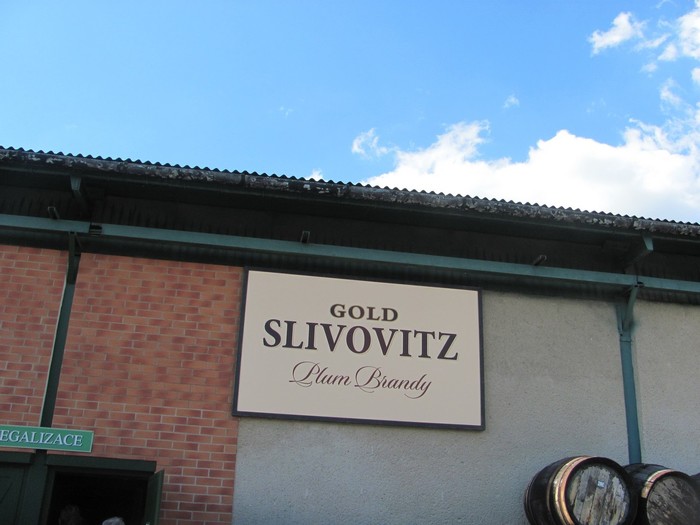 GOLD
SLIVOVITZ
Plum Brandy
EGALIZACE